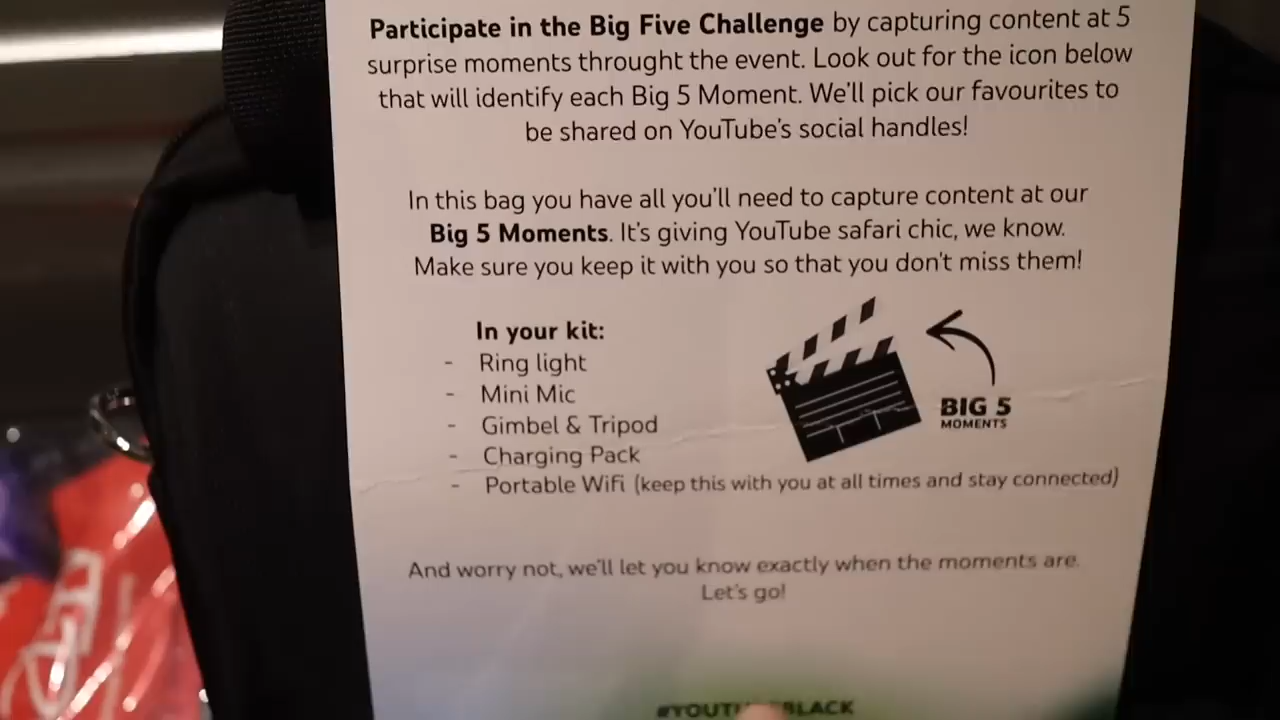 Participate in the Big Five Challenge by capturing content at 5
surprise moments throught the event. Look out for the icon below
that will identify each Big 5 Moment. We'll pick our favourites to
be shared on YouTube's social handles!
In this bag you have all you'll need to capture content at our
Big 5 Moments. It's giving YouTube safari chic, we know.
Make sure you keep it with you so that you don't miss them!
In your kit:
- Ring light
- Mini Mic
- Gimbel & Tripod
- Charging Pack
- Portable Wifi (keep this with you at all times and stay connected)
BIG 5
MOMENTS
And worry not, we'll let you know exactly when the moments are.
Let's go!